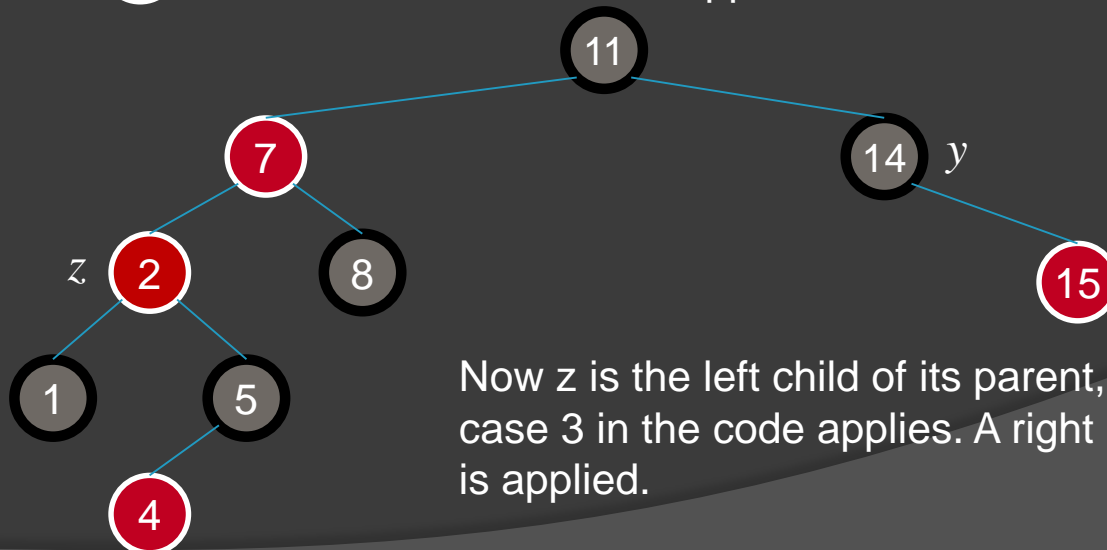 11
7
14 y
z 2
8
15
1
5
Now z is the left child of its parent,
case 3 in the code applies. A right
is applied.
4